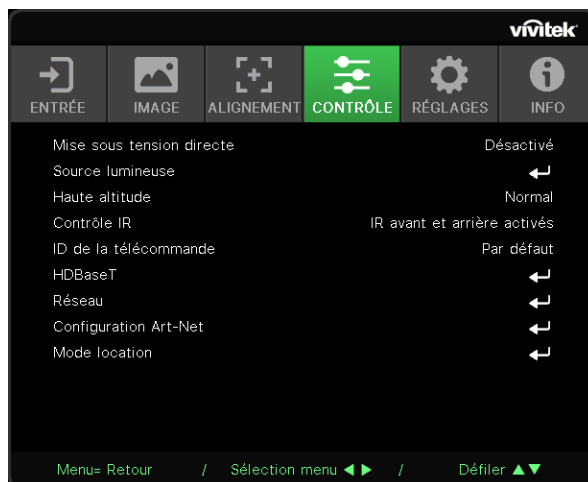 vivitek
ENTRÉE IMAGE ALIGNEMENT CONTRÔLE RÉGLAGES INFO
Mise sous tension directe Désactivé
Source lumineuse
Haute altitude Normal
Contrôle IR IR avant et arrière activés
ID de la télécommande Par défaut
HDBaseT
Réseau
Configuration Art-Net
Mode location
Menu= Retour / Sélection menu ◀ ▶ / Défiler ▲▼